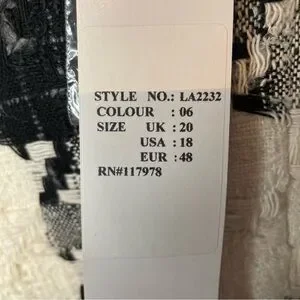 STYLE NO.: LA2232
COLOUR : 06
SIZE UK : 20
USA : 18
EUR : 48
RN#117978